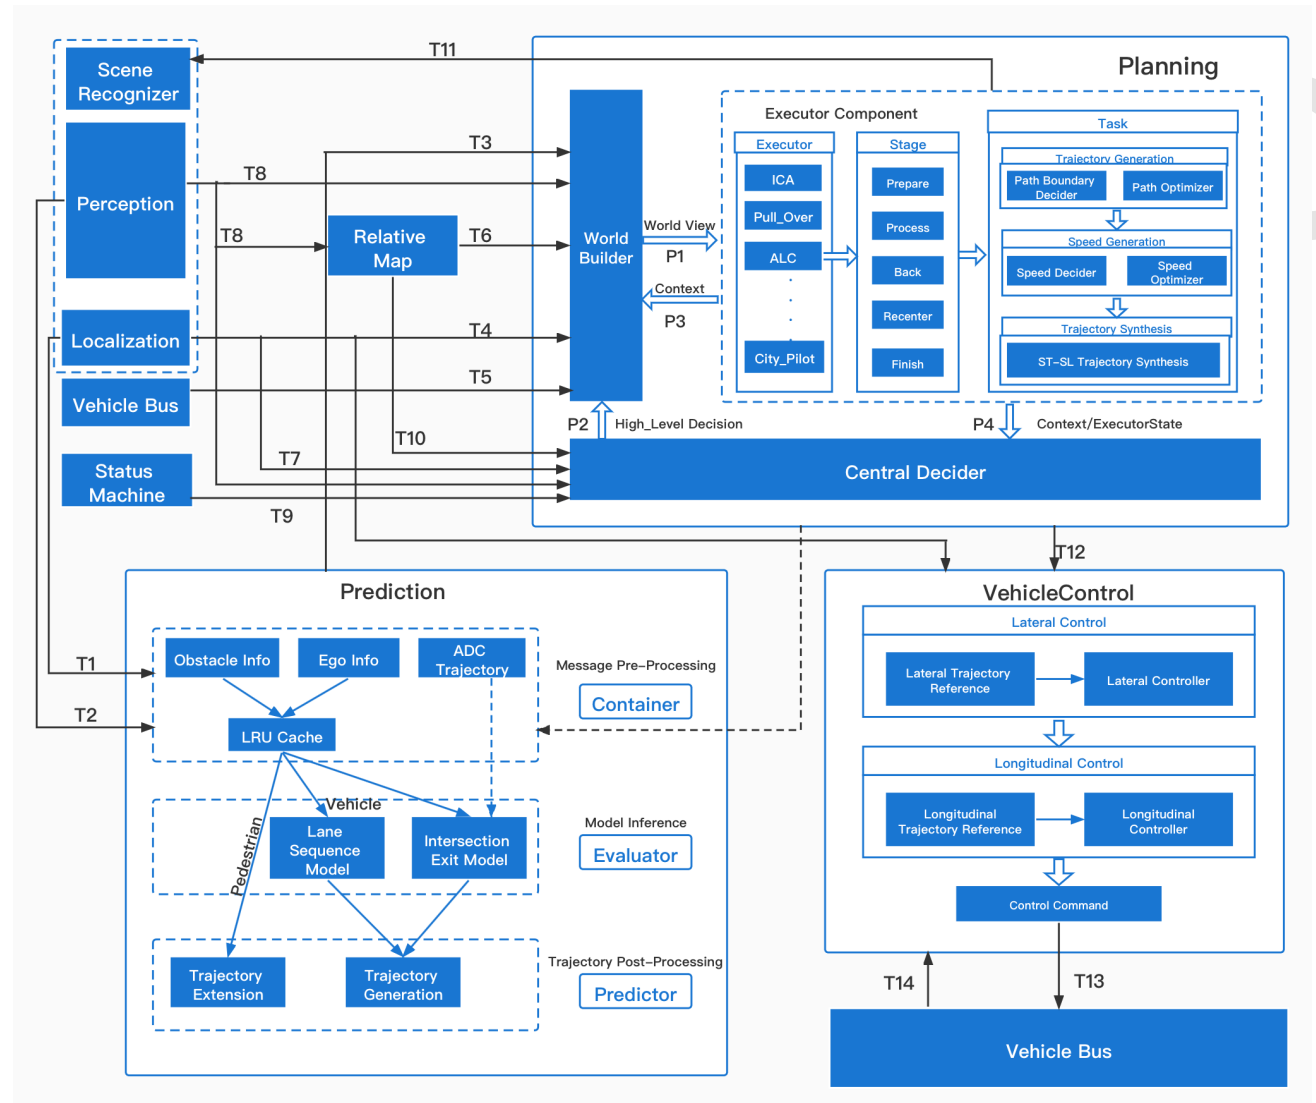 T11
Planning
Scene
Recognizer
Executor Component
Task
Executor
Stage
Trajectory Generation
Path Boundary
Decider
Path Optimizer
Speed Generation
Speed Decider
Speed
Optimizer
Trajectory Synthesis
ST-SL Trajectory Synthesis
ICA
Pull_Over
ALC
City_Pilot
Prepare
Process
Back
Recenter
Finish
T3
T8
Perception
T8
Relative
Map
T6
World
Builder
World View
P1
Context
P3
Localization
T4
Vehicle Bus
T5
P2
High_Level Decision
P4
Context/ExecutorState
T10
T7
Status
Machine
T9
Central Decider
T12
Prediction
Obstacle Info
Ego Info
ADC
Trajectory
Message Pre-Processing
Container
T1
T2
LRU Cache
Vehicle
Pedestrian
Lane
Sequence
Model
Intersection
Exit Model
Model Inference
Evaluator
Trajectory
Extension
Trajectory
Generation
Trajectory Post-Processing
Predictor
VehicleControl
Lateral Control
Lateral Trajectory
Reference
Lateral Controller
Longitudinal Control
Longitudinal
Trajectory Reference
Longitudinal
Controller
Control Command
T14
T13
Vehicle Bus